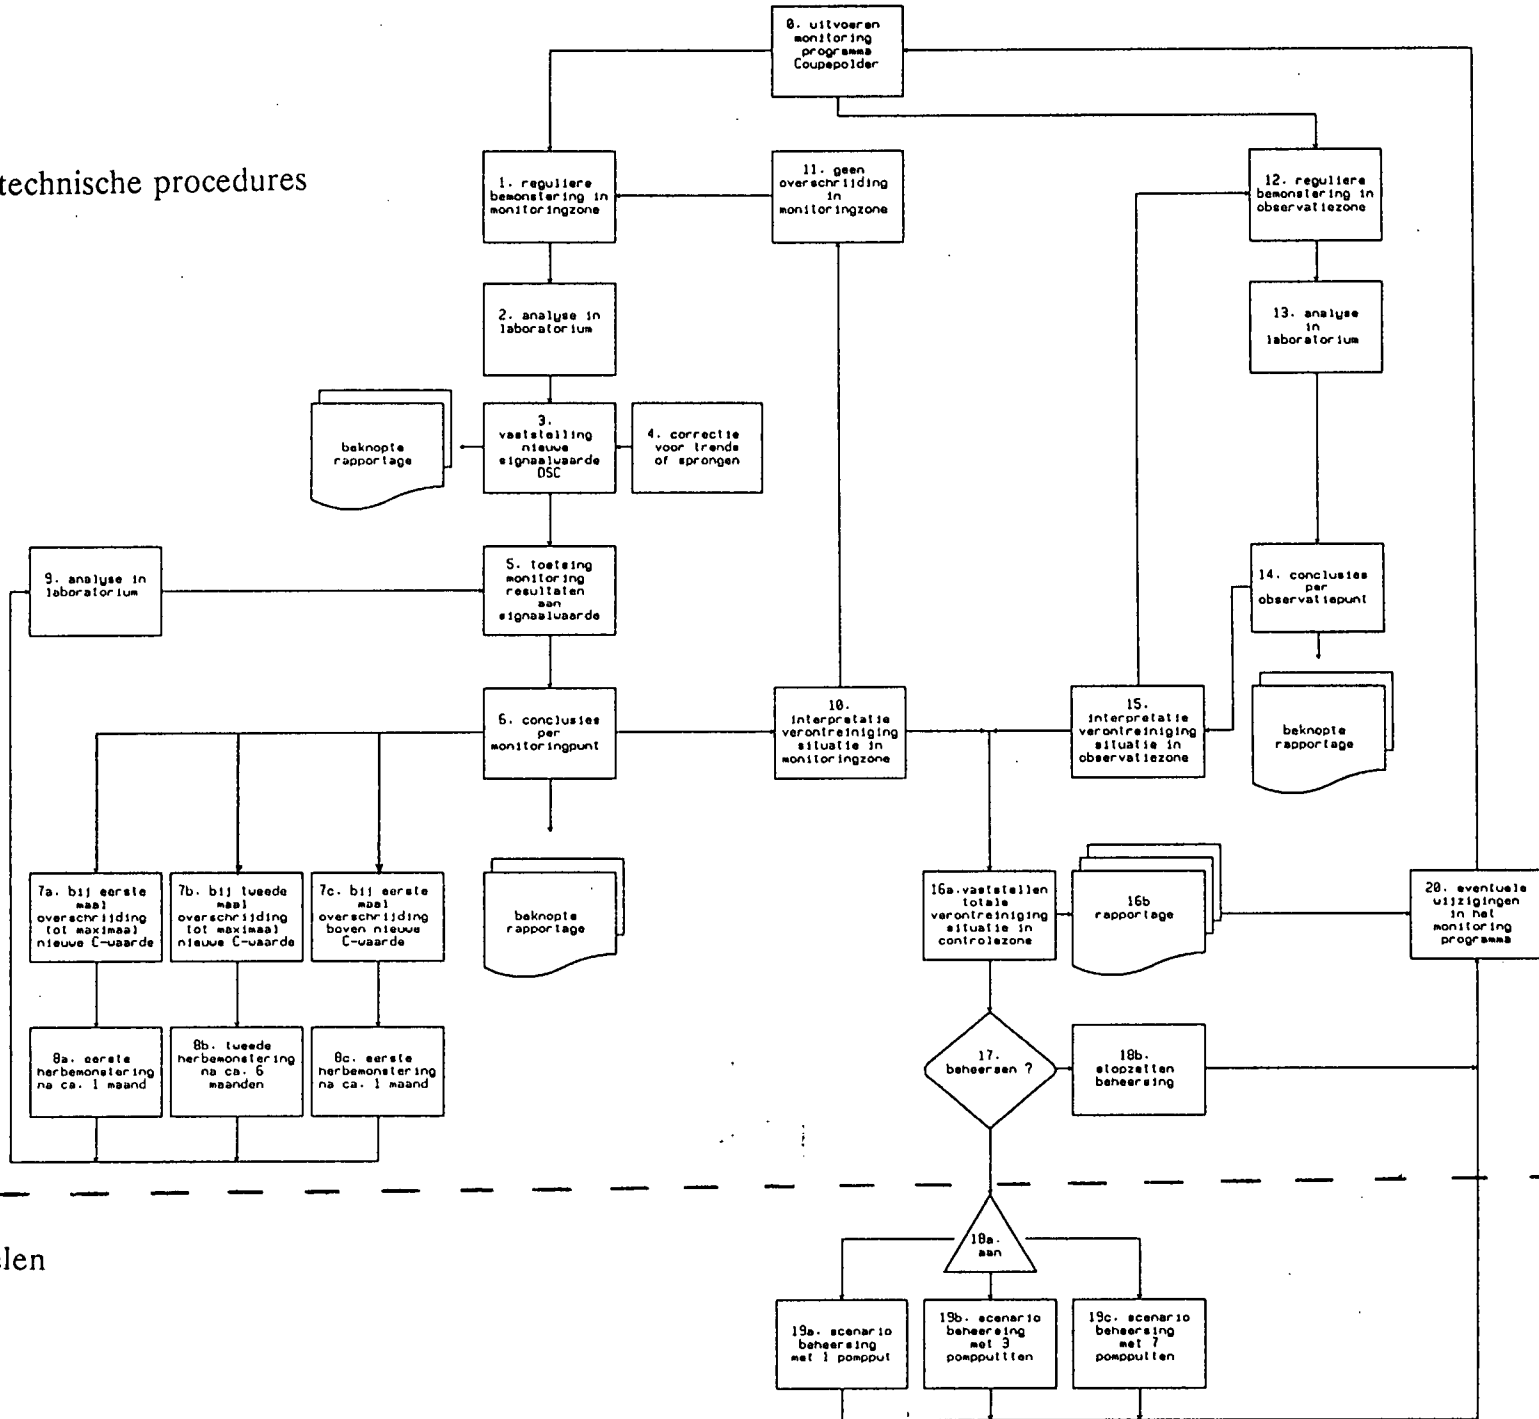 0. uitvoeren
monitoring
programma
Coupepolder
technische procedures
1. reguliere
bemonstering in
monitoringzone
11. geen
overschrijding
in
monitoringzone
12. reguliere
bemonstering in
observatiezone
2. analyse in
laboratorium
13. analyse
in
laboratorium
beknopte
rapportage
3.
vaststelling
nieuwe
signaalwaarde
DSC
4. correctie
voor trends
of sprongen
9. analyse in
laboratorium
5. toetsing
monitoring
resultaten
aan
signaalwaarde
14. conclusies
per
observatiepunt
6. conclusies
per
monitoringpunt
10.
interpretatie
verontreiniging
situatie in
monitoringzone
15.
interpretatie
verontreiniging
situatie in
observatiezone
beknopte
rapportage
7a. bij eerste
maal
overschrijding
tot maximaal
nieuwe C-waarde
7b. bij tweede
maal
overschrijding
tot maximaal
nieuwe C-waarde
7c. bij eerste
maal
overschrijding
boven nieuwe
C-waarde
beknopte
rapportage
16a.vaststellen
totale
verontreiniging
situatie in
controlezone
16b
rapportage
20. eventuele
wijzigingen
in het
monitoring
programma
8a. eerste
herbemonstering
na ca. 1 maand
8b. tweede
herbemonstering
na ca. 6
maanden
8c. eerste
herbemonstering
na ca. 1 maand
17.
beheersen ?
18b.
stopzetten
beheersing
elen
18a.
aan
19a. scenario
beheersing
met 1 pompput
19b. scenario
beheersing
met 3
pompputtten
19c. scenario
beheersing
met 7
pompputten